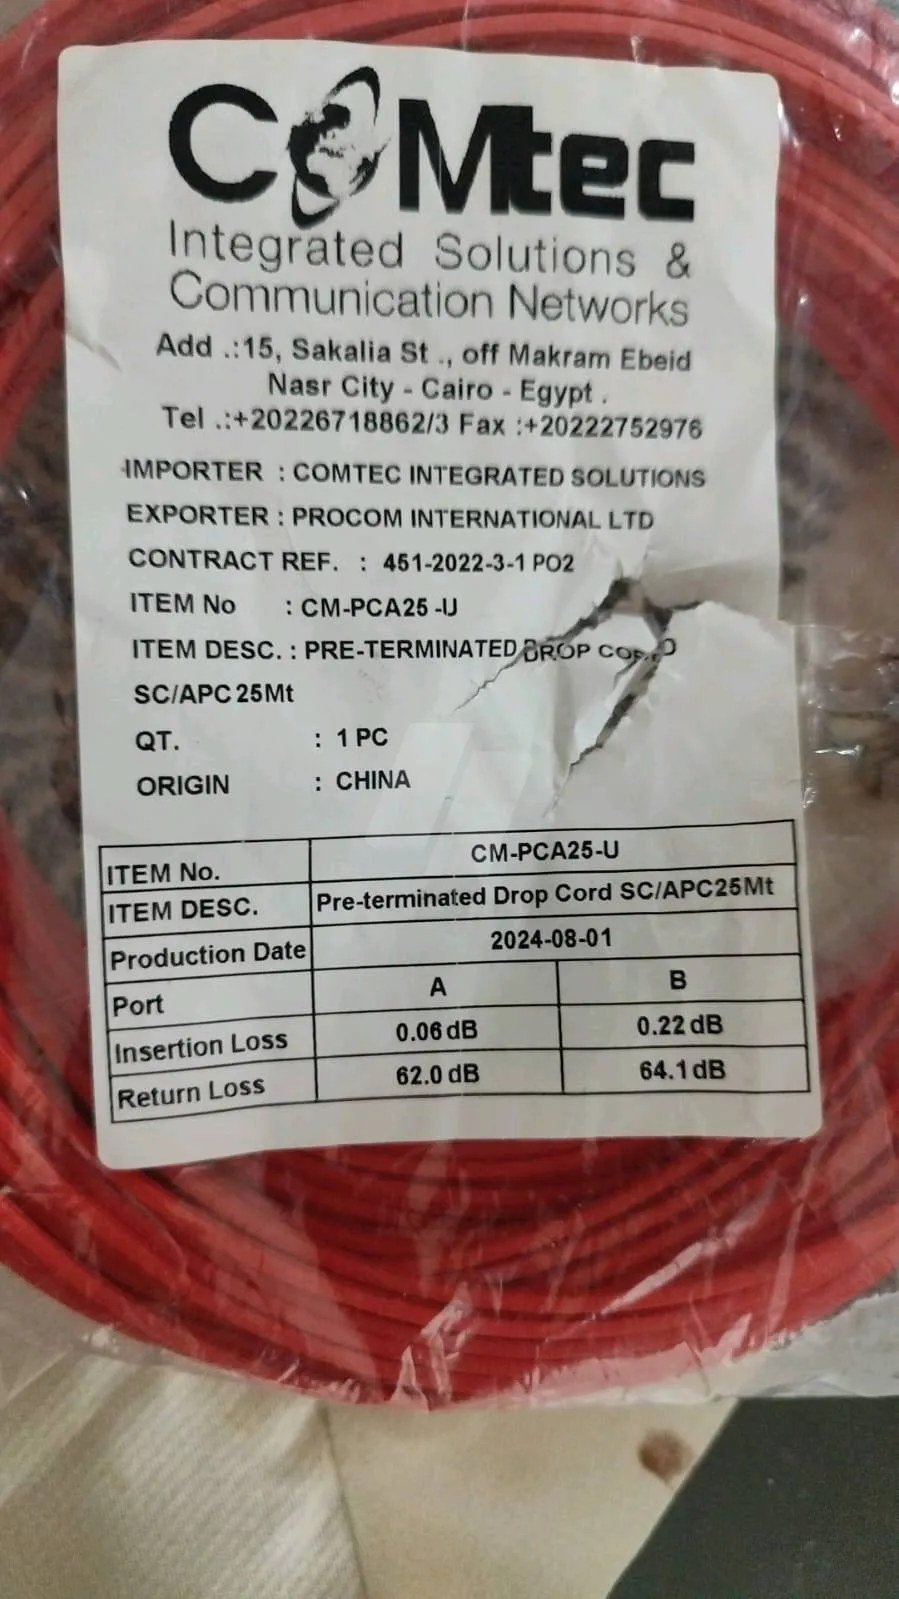 COMtec
Integrated Solutions &
Communication Networks
Add .:15, Sakalia St ., off Makram Ebeid
Nasr City - Cairo - Egypt .
Tel .:+20226718862/3 Fax :+20222752976
IMPORTER : COMTEC INTEGRATED SOLUTIONS
EXPORTER : PROCOM INTERNATIONAL LTD
CONTRACT REF. : 451-2022-3-1 PO2
ITEM No : CM-PCA25 -U
ITEM DESC. : PRE-TERMINATED DROP
SC/APC 25Mt
QT. : 1 PC
ORIGIN : CHINA
ITEM No. CM-PCA25-U
ITEM DESC. Pre-terminated Drop Cord SC/APC25Mt
Production Date 2024-08-01
Port A B
Insertion Loss 0.06 dB 0.22 dB
Return Loss 62.0 dB 64.1 dB